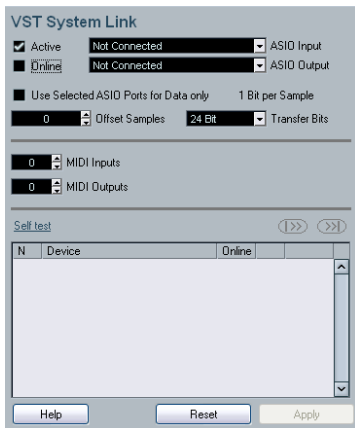 VST System Link
Active Not Connected ASIO Input
Online Not Connected ASIO Output
Use Selected ASIO Ports for Data only 1 Bit per Sample
0 Offset Samples 24 Bit Transfer Bits
0 MIDI Inputs
0 MIDI Outputs
Self test
N Device Online
Help Reset Apply